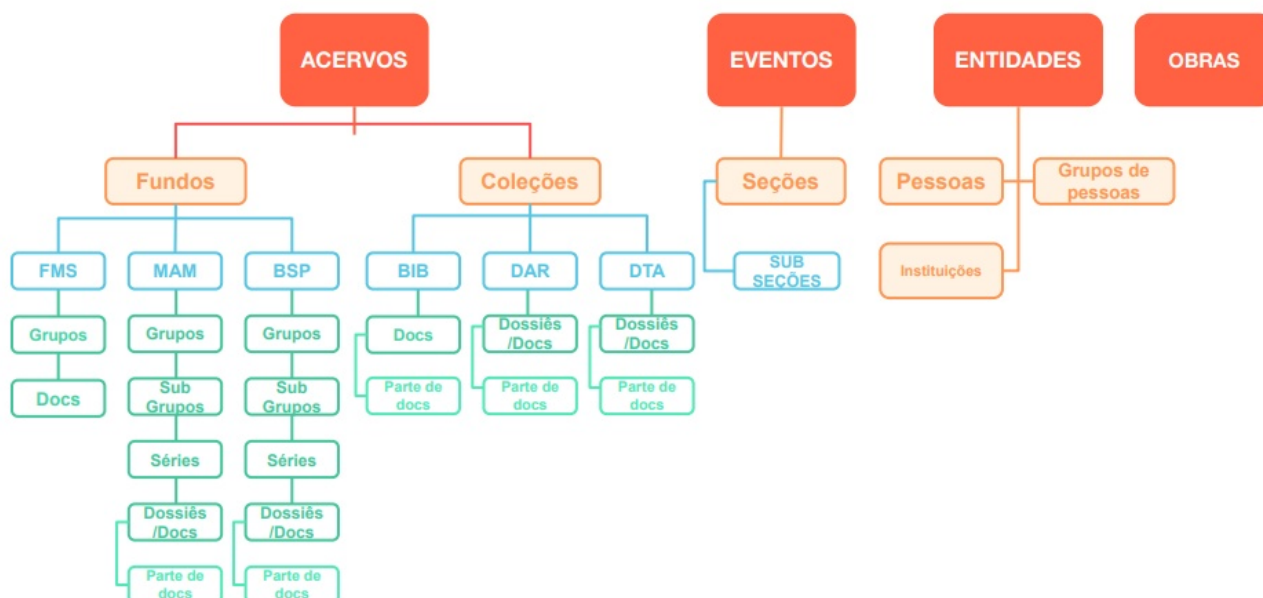 ACERVOS
EVENTOS
ENTIDADES
OBRAS
Fundos
Coleções
Seções
Pessoas
Grupos de
pessoas
FMS
MAM
BSP
BIB
DAR
DTA
SUB
SEÇÕES
Instituições
Grupos
Grupos
Grupos
Docs
Dossiês
/Docs
Dossiês
/Docs
Docs
Sub
Grupos
Sub
Grupos
Parte de
docs
Parte de
docs
Parte de
docs
Séries
Séries
Dossiês
/Docs
Dossiês
/Docs
Parte de
docs
Parte de
docs